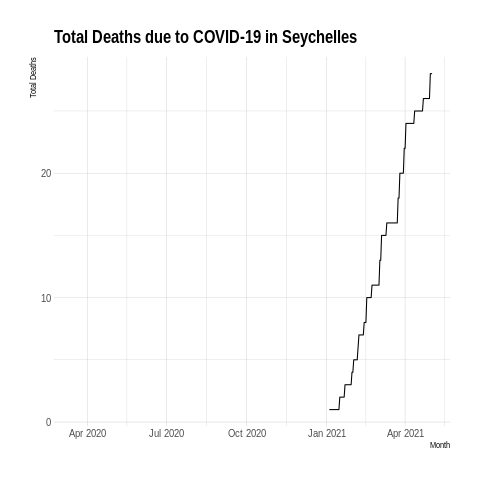 Total Deaths due to COVID-19 in Seychelles
Total Deaths
20
10
0
Apr 2020 Jul 2020 Oct 2020 Jan 2021 Apr 2021
Month